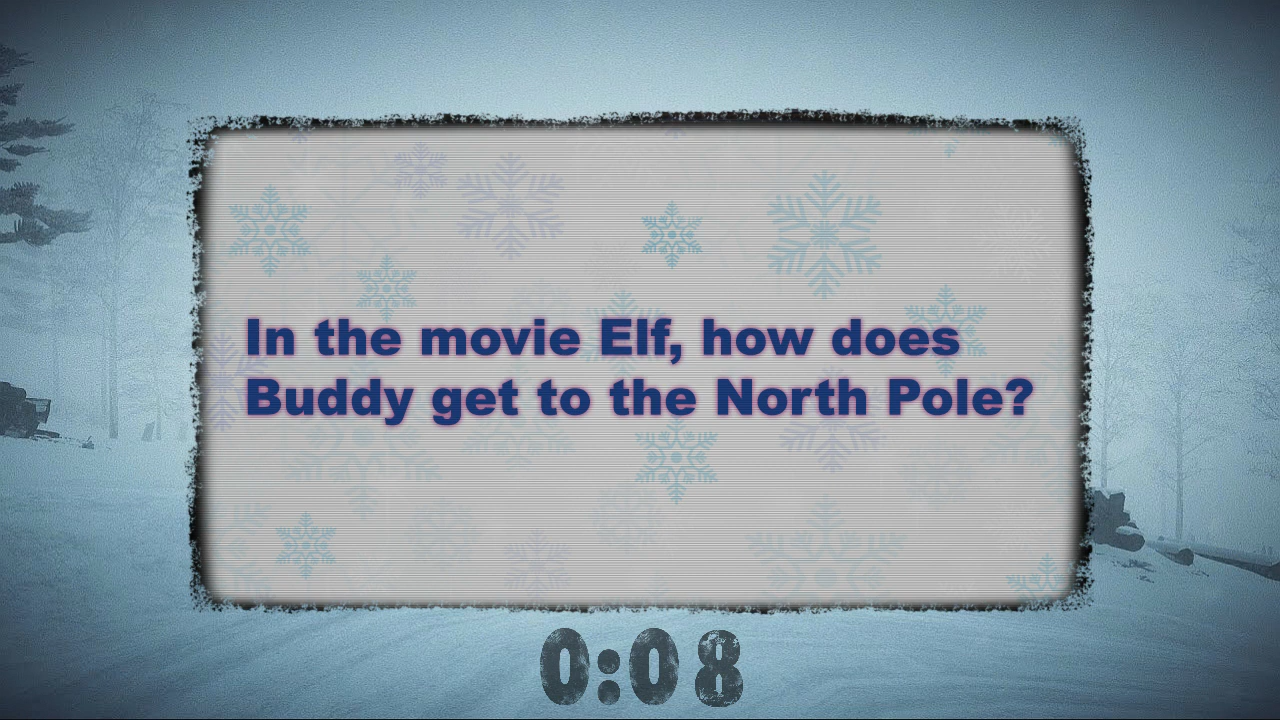 In the movie Elf, how does
Buddy get to the North Pole?
0:08